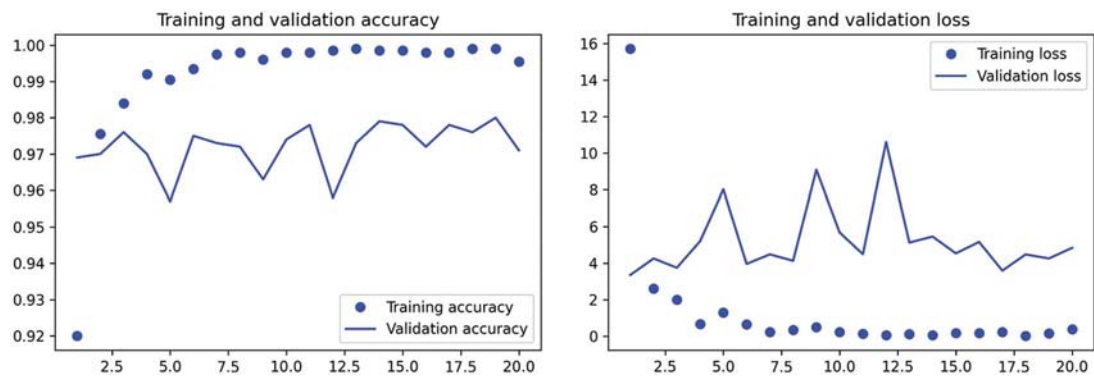 Training and validation accuracy
1.00
0.99
0.98
0.97
0.96
0.95
0.94
0.93
0.92
Training accuracy
Validation accuracy
2.5 5.0 7.5 10.0 12.5 15.0 17.5 20.0
Training and validation loss
16
14
12
10
8
6
4
2
0
Training loss
Validation loss
2.5 5.0 7.5 10.0 12.5 15.0 17.5 20.0